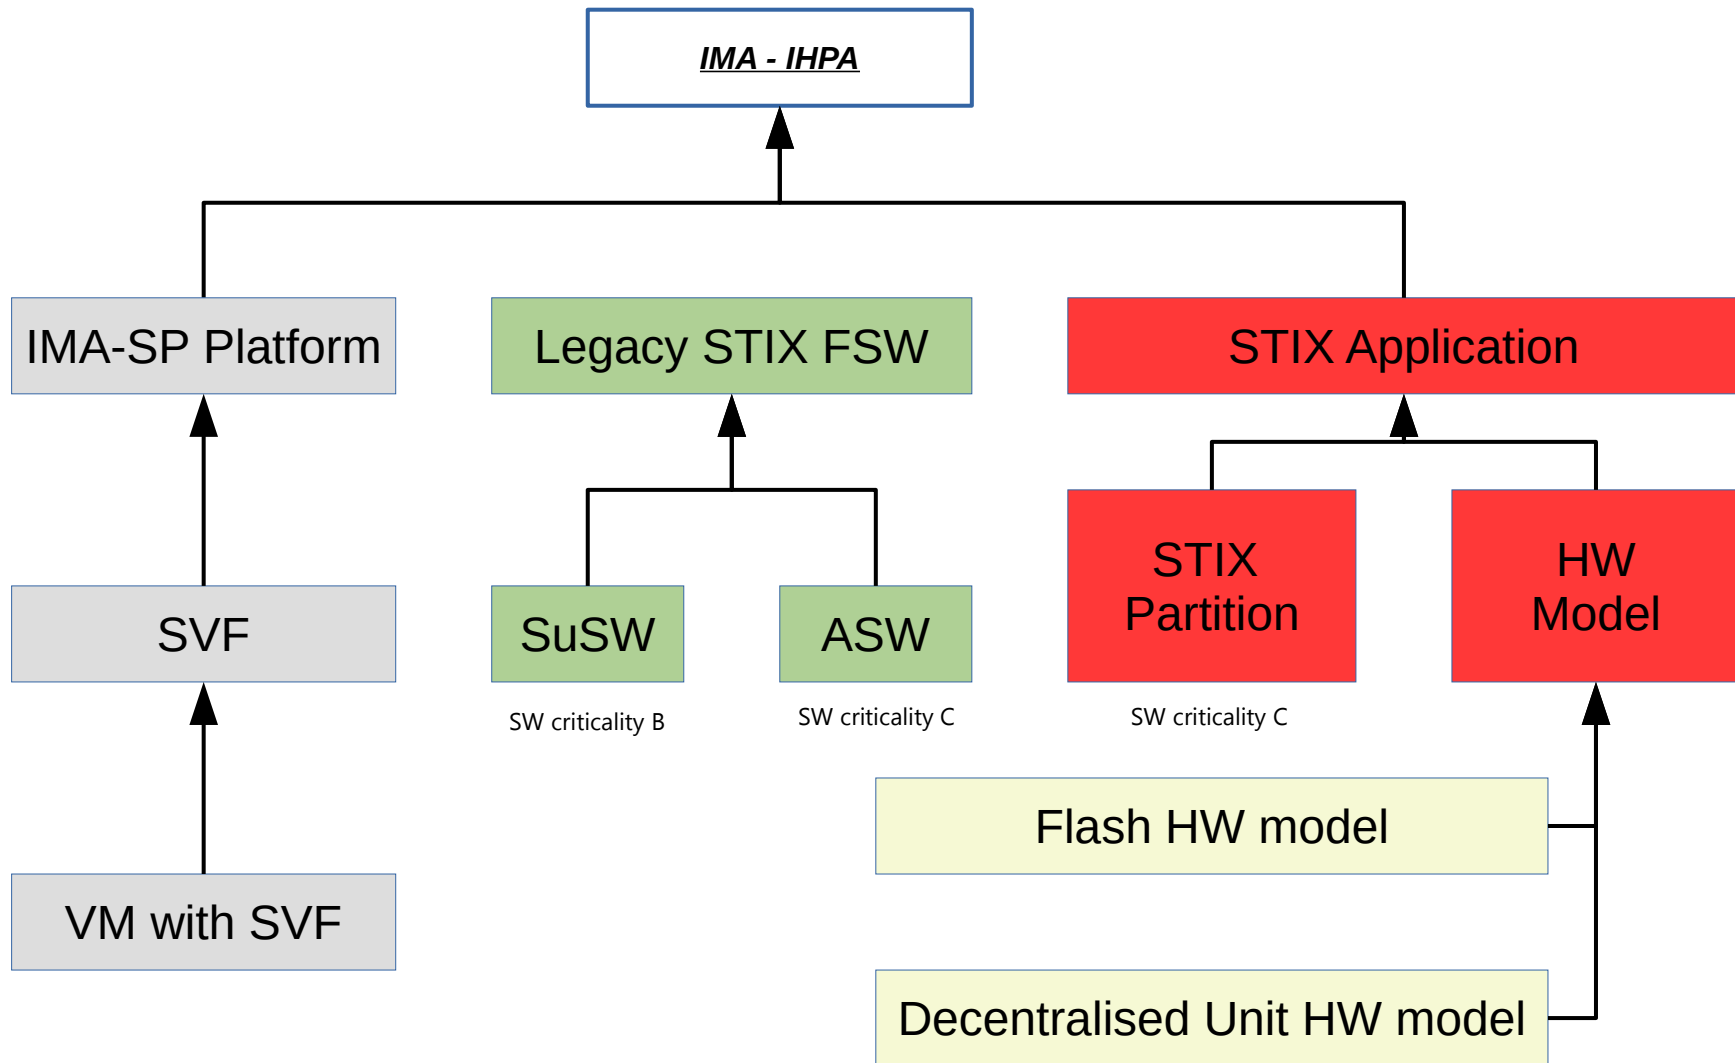 IMA - IHPA
IMA-SP Platform
Legacy STIX FSW
STIX Application
SVF
SuSW
ASW
STIX
Partition
HW
Model
SW criticality B
SW criticality C
SW criticality C
Flash HW model
VM with SVF
Decentralised Unit HW model